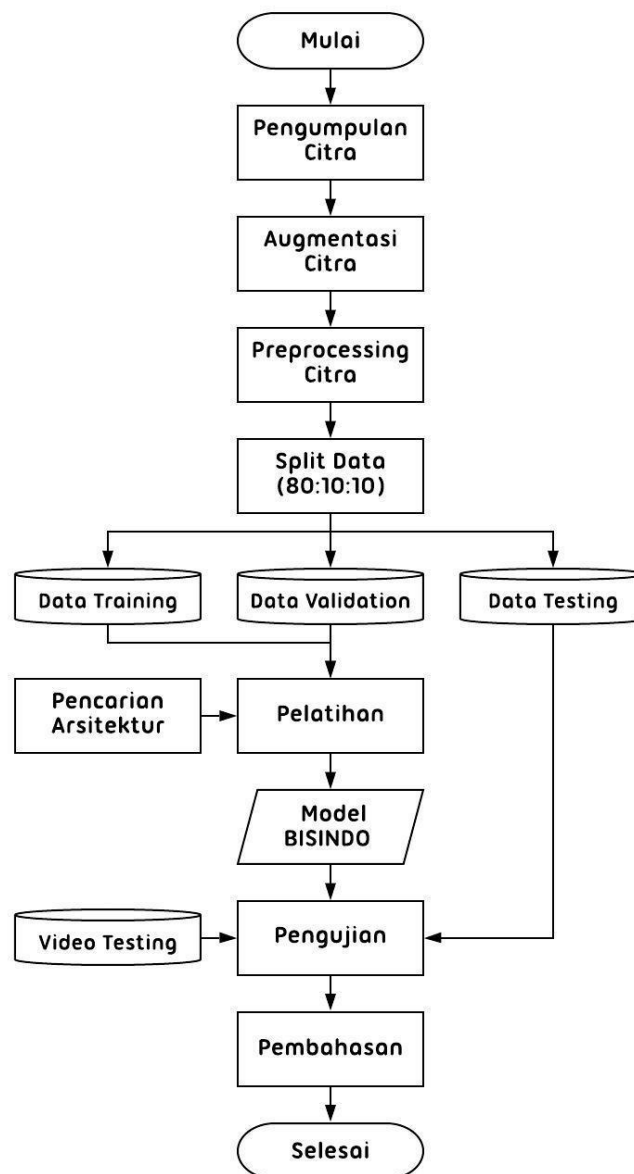 Mulai
Pengumpulan
Citra
Augmentasi
Citra
Preprocessing
Citra
Split Data
(80:10:10)
Data Training
Data Validation
Data Testing
Pencarian
Arsitektur
Pelatihan
Model
BISINDO
Video Testing
Pengujian
Pembahasan
Selesai